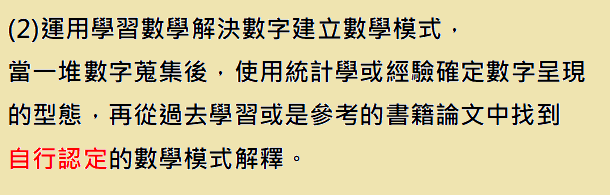 (2)運用學習數學解決數字建立數學模式，
當一堆數字蒐集後，使用統計學或經驗確定數字呈現
的型態，再從過去學習或是參考的書籍論文中找到
自行認定的數學模式解釋。